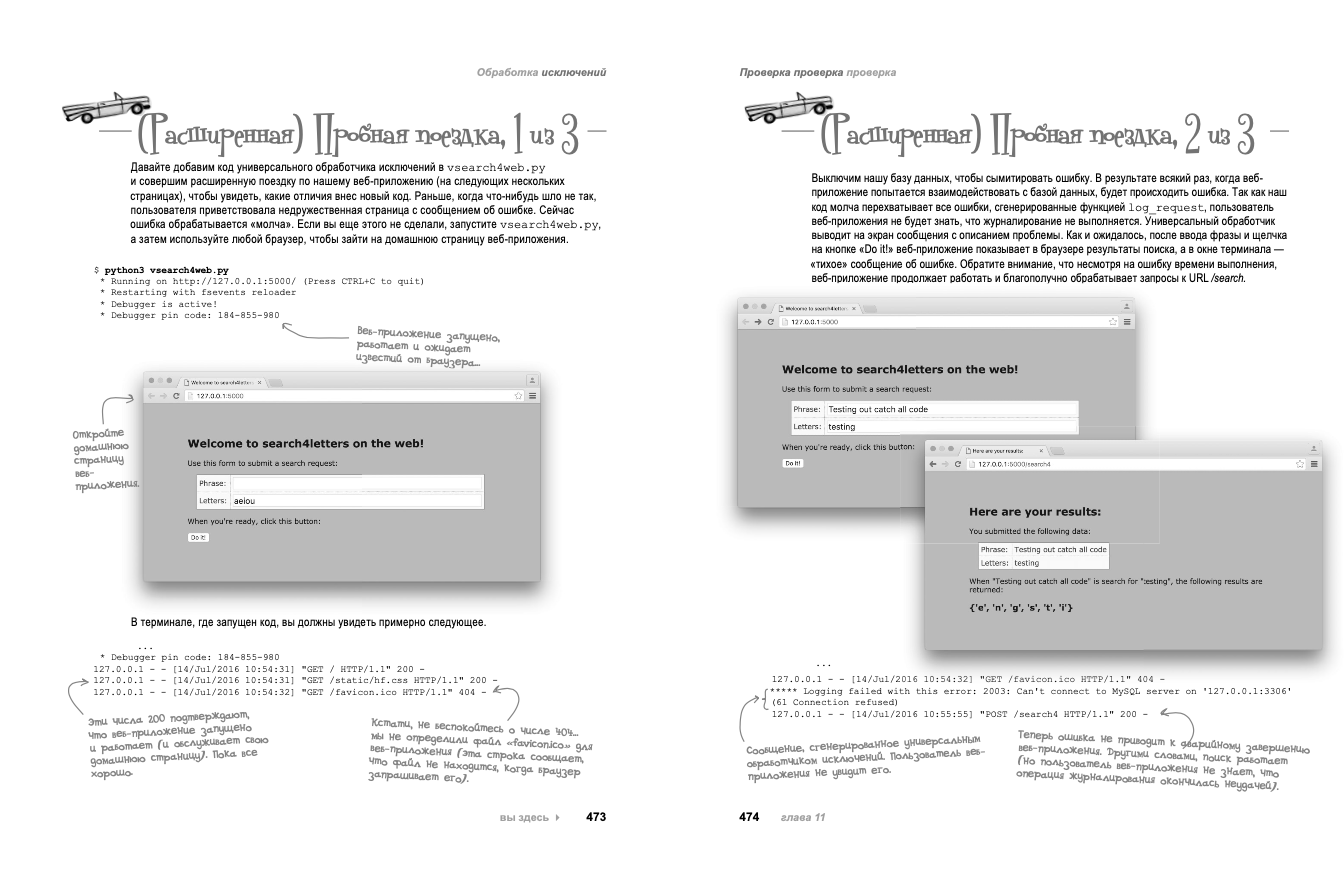 Обработка исключений
(Расширенная) Пробная поездка, 1 из 3
Давайте добавим код универсального обработчика исключений в vsearch4web.py
и совершим расширенную поездку по нашему веб-приложению (на следующих нескольких
страницах), чтобы увидеть, какие отличия внес новый код. Раньше, когда что-нибудь шло не так,
пользователя приветствовала недружественная страница с сообщением об ошибке. Сейчас
ошибка обрабатывается «молча». Если вы еще этого не сделали, запустите vsearch4web.py,
а затем используйте любой браузер, чтобы зайти на домашнюю страницу веб-приложения.
$ python3 vsearch4web.py
* Running on http://127.0.0.1:5000/ (Press CTRL+C to quit)
* Restarting with fsevents reloader
* Debugger is active!
* Debugger pin code: 184-855-980
Веб-приложение запущено,
работает и ожидает
известий от браузера...
Welcome to search4letters
127.0.0.1:5000
Откройте
домашнюю
страницу
веб-
приложения.
Welcome to search4letters on the web!
Use this form to submit a search request:
Phrase:
Letters: aeiou
When you're ready, click this button:
Do it!
В терминале, где запущен код, вы должны увидеть примерно следующее.
...
* Debugger pin code: 184-855-980
127.0.0.1 - - [14/Jul/2016 10:54:31] "GET / HTTP/1.1" 200 -
127.0.0.1 - - [14/Jul/2016 10:54:31] "GET /static/hf.css HTTP/1.1" 200 -
127.0.0.1 - - [14/Jul/2016 10:54:32] "GET /favicon.ico HTTP/1.1" 404 -
Эти числа 200 подтверждают,
что веб-приложение запущено
и работает (и обслуживает свою
домашнюю страницу). Пока все
хорошо.
Кстати, не беспокойтесь о числе 404...
мы не определили файл «favicon.ico» для
веб-приложения (эта строка сообщает,
что файл не находится, когда браузер
запрашивает его).
вы здесь
473
Проверка проверка проверка
(Расширенная) Пробная поездка, 2 из 3
Выключим нашу базу данных, чтобы сымитировать ошибку. В результате всякий раз, когда веб-
приложение попытается взаимодействовать с базой данных, будет происходить ошибка. Так как наш
код молча перехватывает все ошибки, сгенерированные функцией log_request, пользователь
веб-приложения не будет знать, что журналирование не выполняется. Универсальный обработчик
выводит на экран сообщения с описанием проблемы. Как и ожидалось, после ввода фразы и щелчка
на кнопке «Do it!» веб-приложение показывает в браузере результаты поиска, а в окне терминала —
«тихое» сообщение об ошибке. Обратите внимание, что несмотря на ошибку времени выполнения,
веб-приложение продолжает работать и благополучно обрабатывает запросы к URL /search.
Welcome to search4letters
127.0.0.1:5000
Welcome to search4letters on the web!
Use this form to submit a search request:
Phrase: Testing out catch all code
Letters: testing
When you're ready, click this button:
Do it!
Here are your results:
127.0.0.1:5000/search4
Here are your results:
You submitted the following data:
Phrase: Testing out catch all code
Letters: testing
When "Testing out catch all code" is search for "testing", the following results are
returned:
{'e', 'n', 'g', 's', 't', 'i'}
...
127.0.0.1 - - [14/Jul/2016 10:54:32] "GET /favicon.ico HTTP/1.1" 404 -
***** Logging failed with this error: 2003: Can't connect to MySQL server on '127.0.0.1:3306'
(61 Connection refused)
127.0.0.1 - - [14/Jul/2016 10:55:55] "POST /search4 HTTP/1.1" 200 -
Сообщение, сгенерированное универсальным
обработчиком исключений. Пользователь веб-
приложения не увидит его.
Теперь ошибка не приводит к аварийному завершению
веб-приложения. Другими словами, поиск работает
(но пользователь веб-приложения не знает, что
операция журналирования окончилась неудачей).
474
глава 11